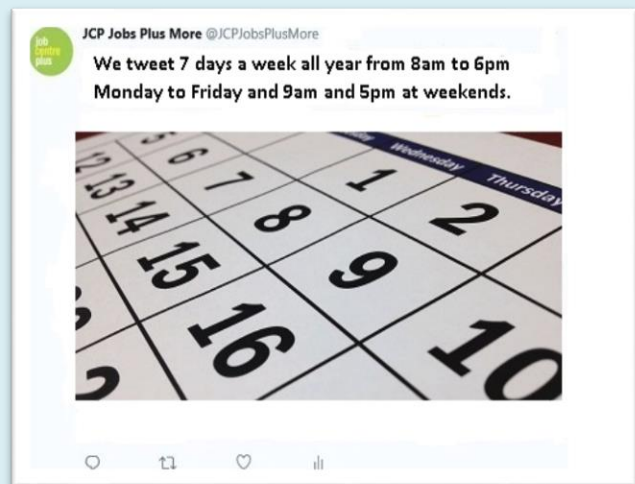 job
centre
plus
JCP Jobs Plus More @JCPJobsPlusMore
We tweet 7 days a week all year from 8am to 6pm
Monday to Friday and 9am and 5pm at weekends.
Wednesday Thursday
5 6 7 1 2
12 13 14 8 9
15 16 10